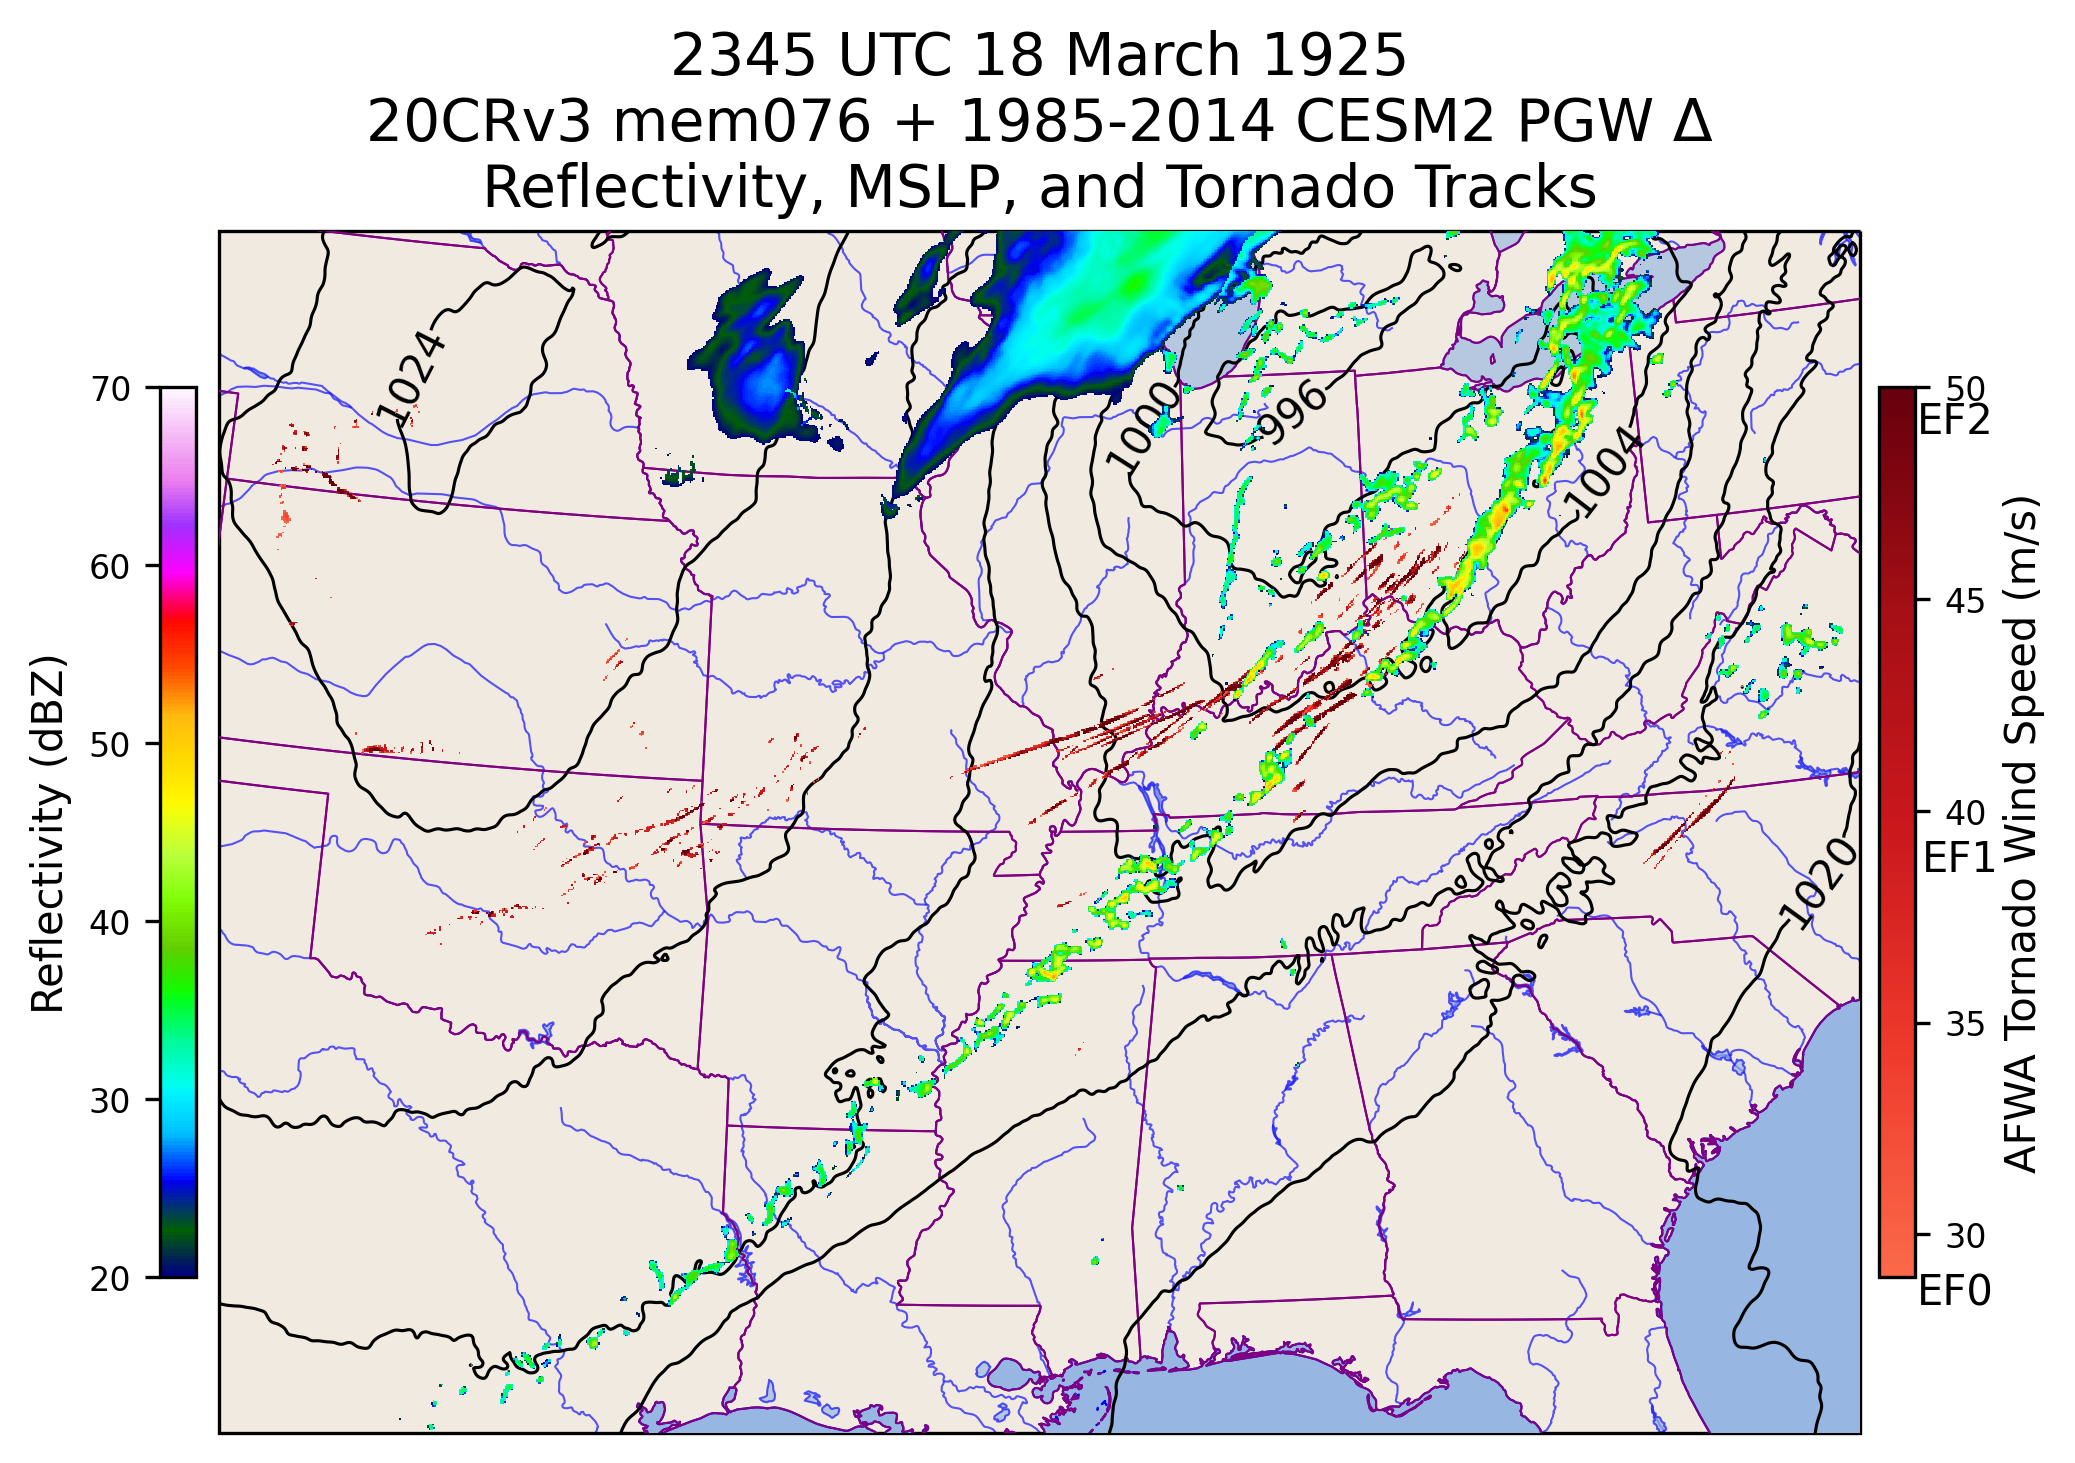 2345 UTC 18 March 1925
20CRv3 mem076 + 1985-2014 CESM2 PGW Δ
Reflectivity, MSLP, and Tornado Tracks
Reflectivity (dBZ)
70
60
50
40
30
20
1024
1000
996
1004
1020
50
EF2
45
40
EF1
35
30
EF0
AFWA Tornado Wind Speed (m/s)